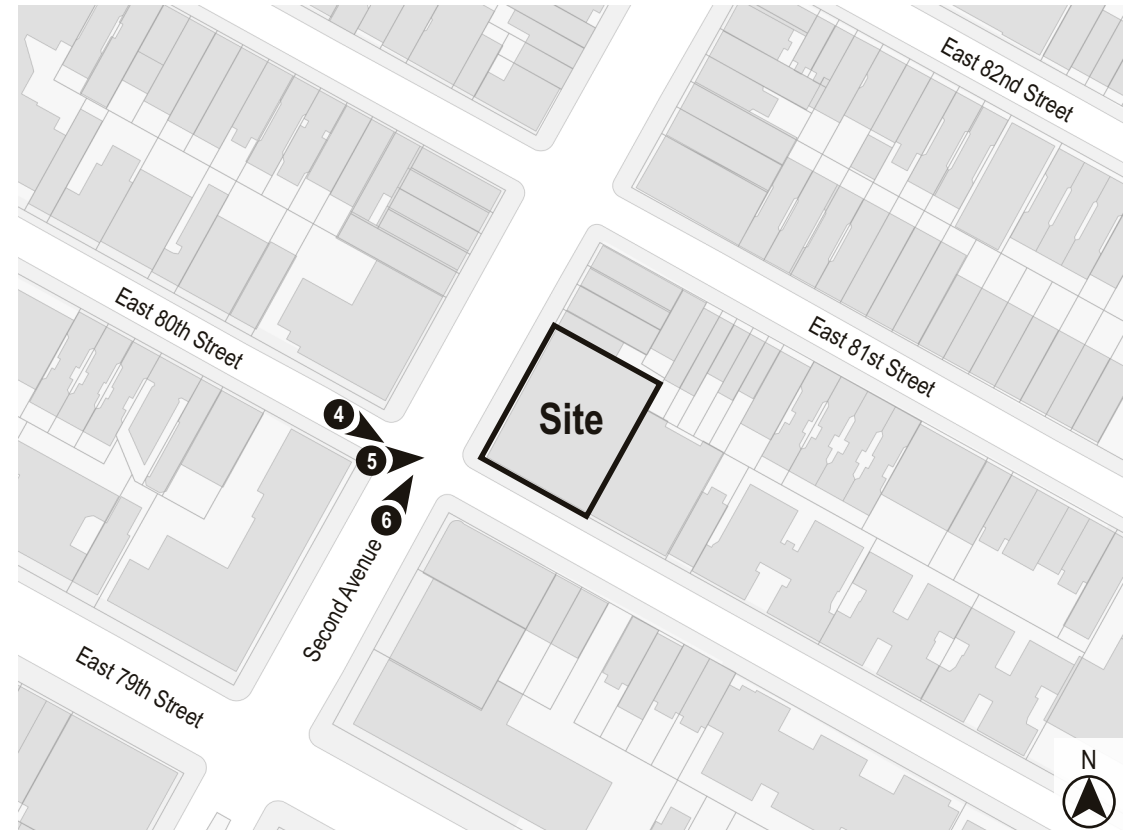 East 82nd Street
East 80th Street
East 81st Street
Site
4
5
6
Second Avenue
East 79th Street
N